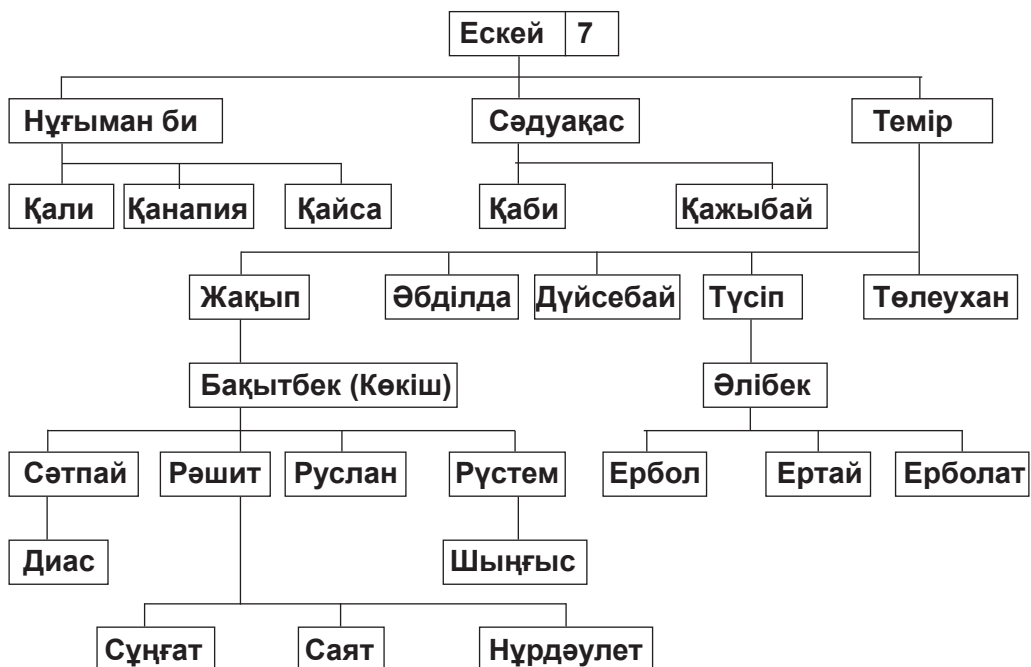 Ескей 7
Нұғыман би Сәдуақас Темір
Қали Қанапия Қайса Қаби Қажыбай
Жақып Әбділда Дүйсебай Түсіп Төлеухан
Бақытбек (Көкіш) Әлібек
Сәтпай Рәшит Руслан Рүстем Ербол Ертай Ерболат
Диас Шыңғыс
Сұңғат Саят Нұрдәулет